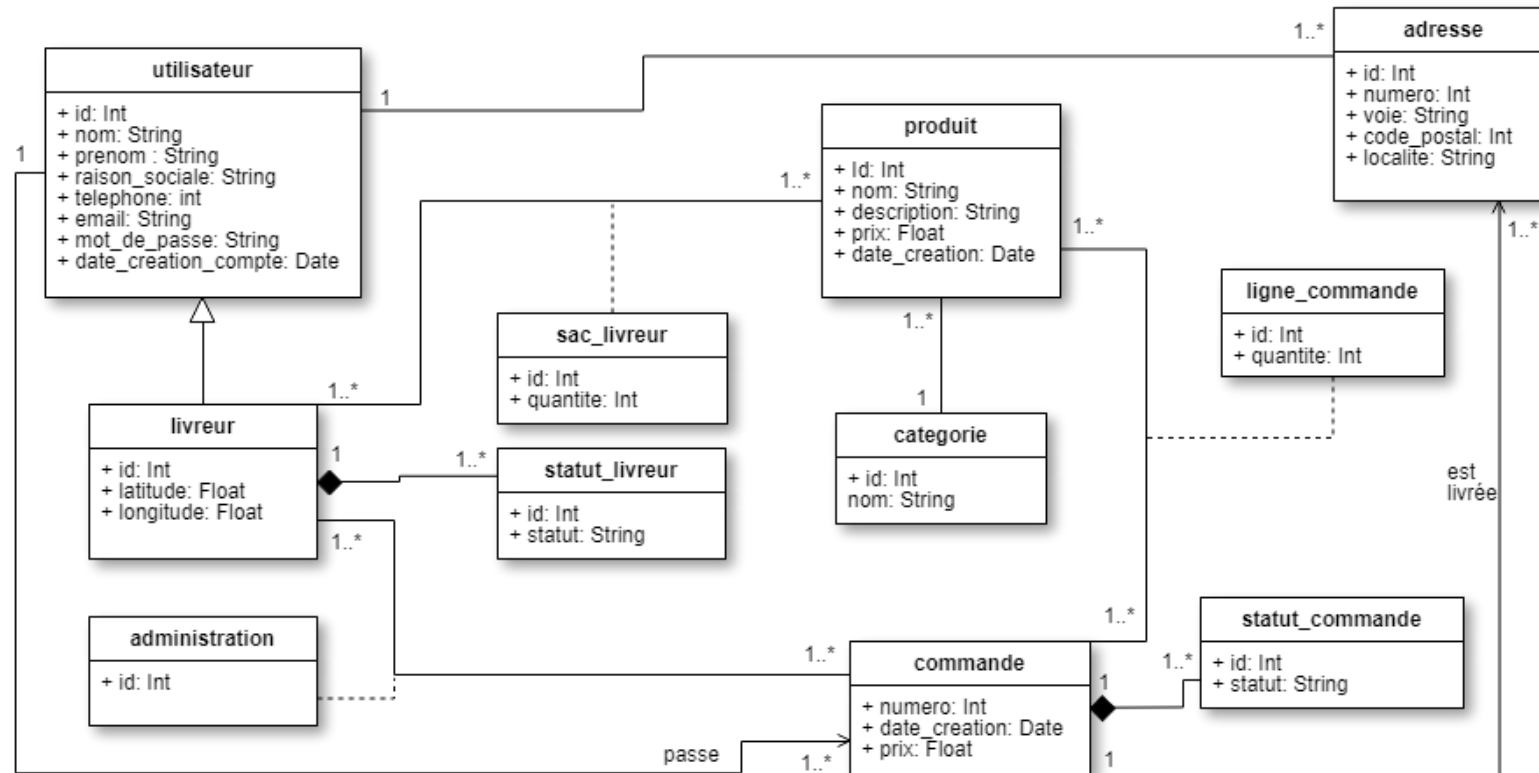 utilisateur
+ id: Int
+ nom: String
+ prenom : String
+ raison_sociale: String
+ telephone: int
+ email: String
+ mot_de_passe: String
+ date_creation_compte: Date
1
1
1..*
adresse
+ id: Int
+ numero: Int
+ voie: String
+ code_postal: Int
+ localite: String
1..*
produit
+ Id: Int
+ nom: String
+ description: String
+ prix: Float
+ date_creation: Date
1..*
1..*
1..*
1
ligne_commande
+ id: Int
+ quantite: Int
sac_livreur
+ id: Int
+ quantite: Int
1..*
livreur
+ id: Int
+ latitude: Float
+ longitude: Float
1
1..*
1..*
statut_livreur
+ id: Int
+ statut: String
categorie
+ id: Int
nom: String
est
livrée
administration
+ id: Int
1..*
1..*
commande
+ numero: Int
+ date_creation: Date
+ prix: Float
1
1..*
statut_commande
+ id: Int
+ statut: String
passe
1..*
1